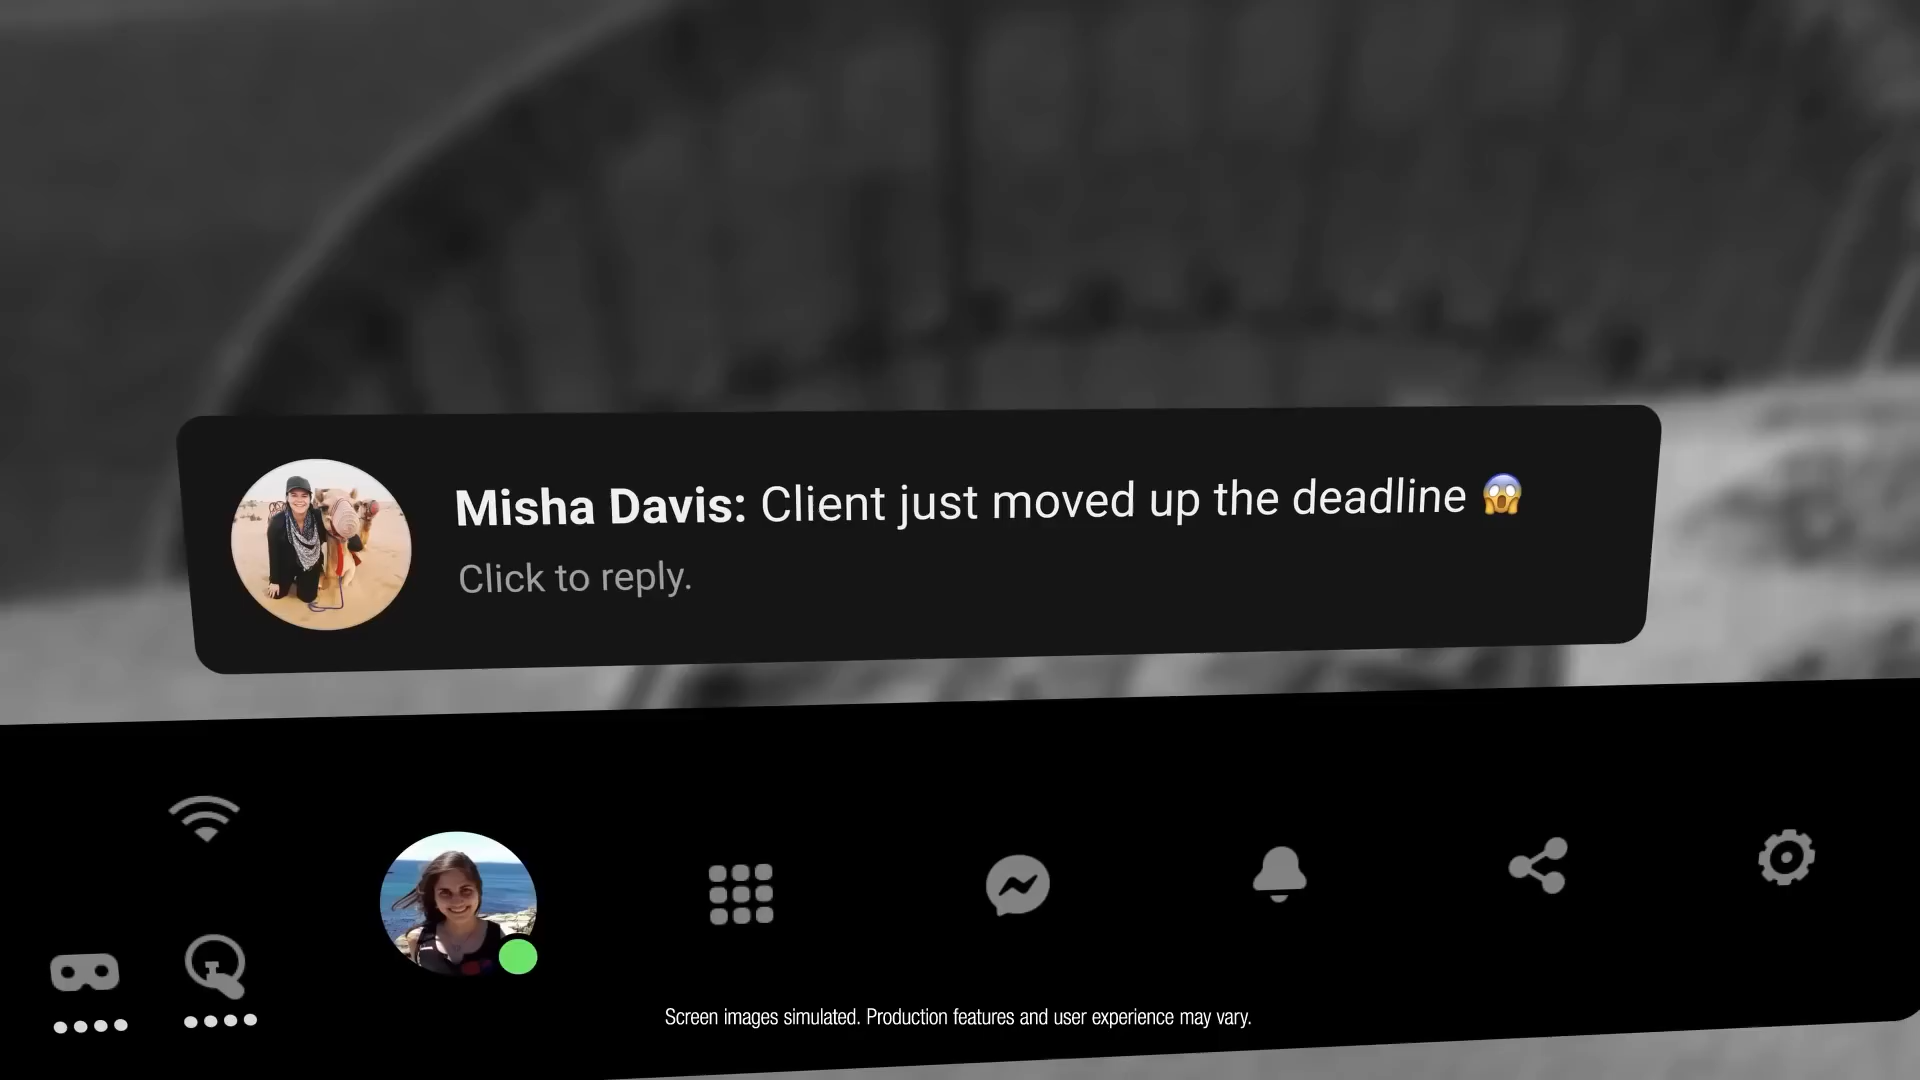 Misha Davis: Client just moved up the deadline 😱
Click to reply.
Screen images simulated. Production features and user experience may vary.